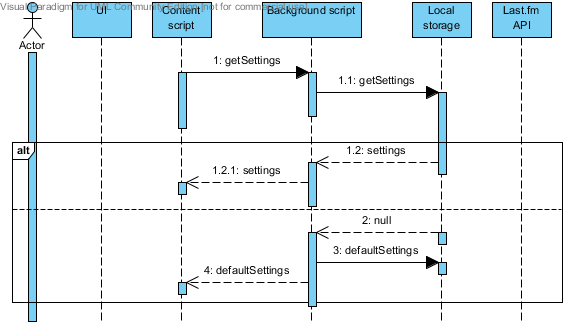 Visual Paradigm for UML Community Edition [not for commercial use]
UI
Content
script
Background script
Local
storage
Last.fm
API
Actor
1: getSettings
1.1: getSettings
alt
1.2: settings
1.2.1: settings
2: null
3: defaultSettings
4: defaultSettings